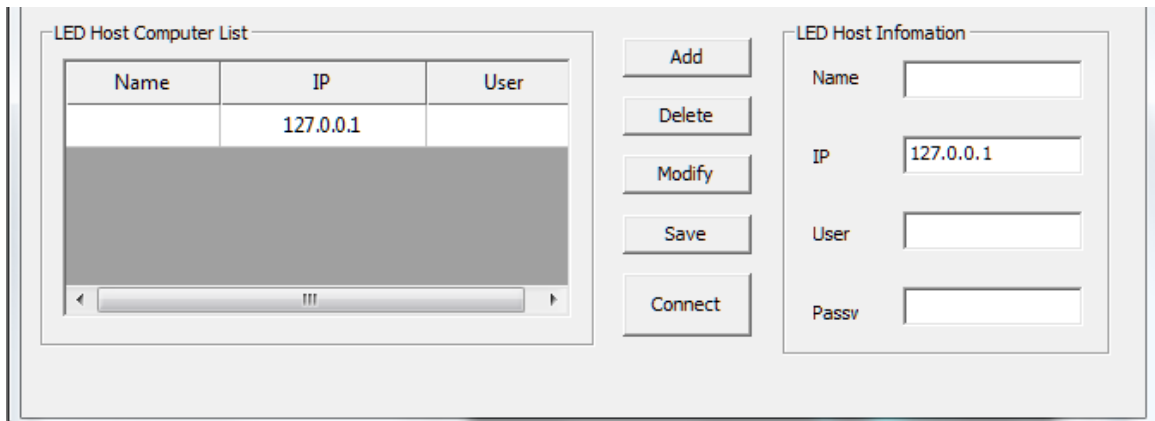 LED Host Computer List
Name IP User
127.0.0.1
Add
Delete
Modify
Save
Connect
LED Host Infomation
Name
IP 127.0.0.1
User
Passv